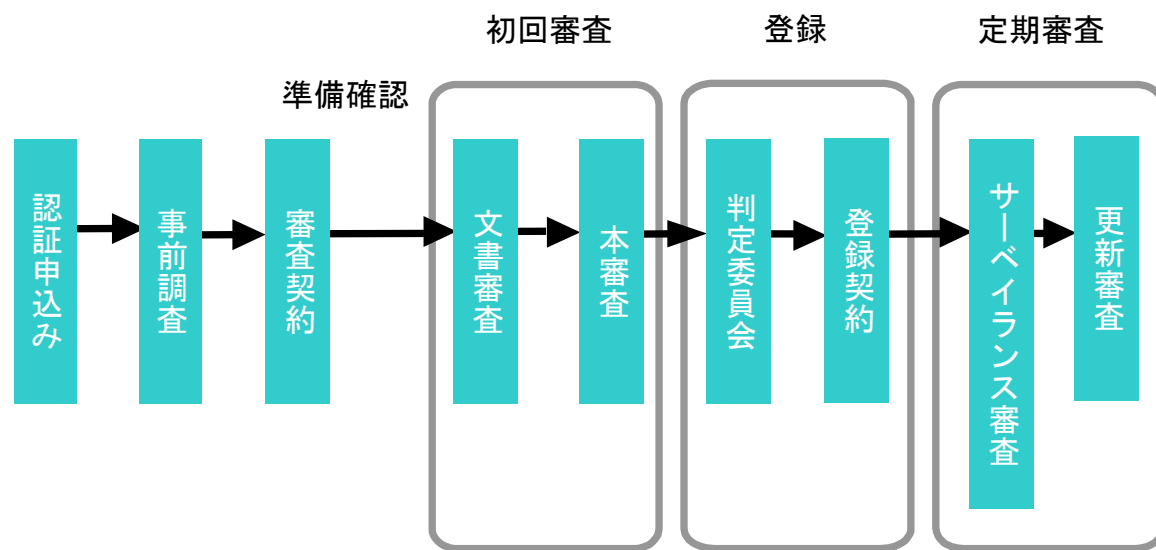 初回審査
登録
定期審査
準備確認
認証申込み
事前調査
審査契約
文書審査
本審査
判定委員会
登録契約
サーベイランス審査
更新審査